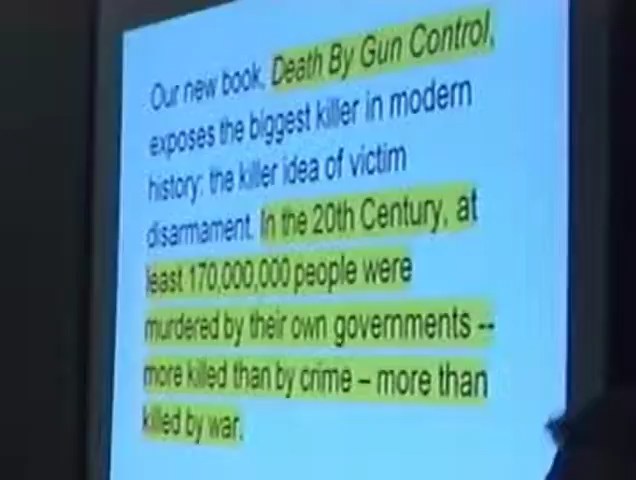 Our new book, Death By Gun Control,
exposes the biggest killer in modern
history: the killer idea of victim
disarmament. In the 20th Century, at
least 170,000,000 people were
murdered by their own governments --
more killed than by crime – more than
killed by war.